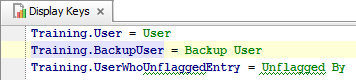 Display Keys
Training.User = User
Training.BackupUser = Backup User
Training.UserWhoUnflaggedEntry = Unflagged By